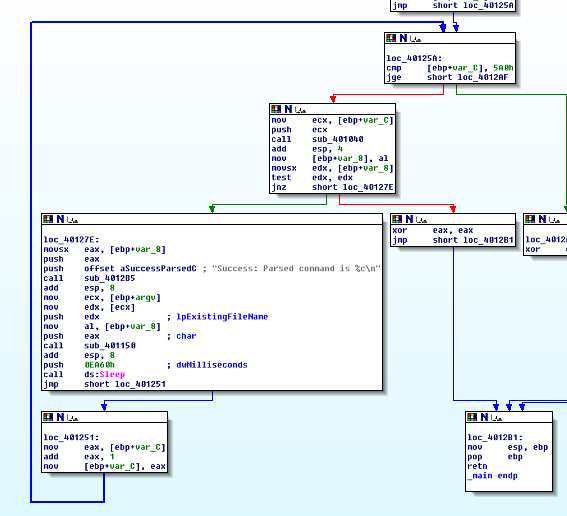 jmp short loc_40125A
loc_40125A:
cmp [ebp+var_C], 5A0h
jge short loc_4012AF
mov ecx, [ebp+var_C]
push ecx
call sub_401040
add esp, 4
mov [ebp+var_8], al
movsx edx, [ebp+var_8]
test edx, edx
jnz short loc_40127E
loc_40127E:
movsx eax, [ebp+var_8]
push eax
push offset aSuccessParsedC ; "Success: Parsed command is %c\n"
call sub_4012B5
add esp, 8
mov ecx, [ebp+argv]
mov edx, [ecx]
push edx ; lpExistingFileName
mov al, [ebp+var_8]
push eax ; char
call sub_401150
add esp, 8
push 0EA60h ; dwMilliseconds
call ds:Sleep
jmp short loc_401251
xor eax, eax
jmp short loc_4012B1
xor
loc_401251:
mov eax, [ebp+var_C]
add eax, 1
mov [ebp+var_C], eax
loc_4012B1:
mov esp, ebp
pop ebp
retn
_main endp